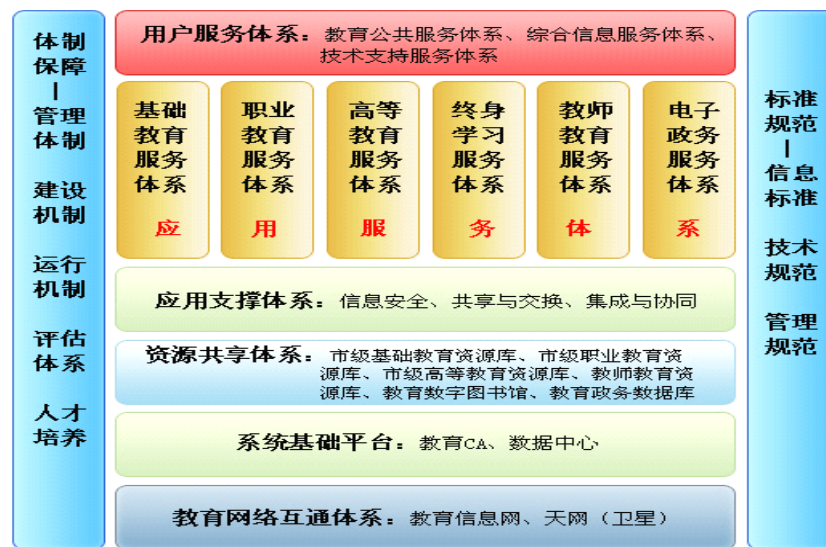 体制
保障
|
管理
体制
建设
机制
运行
机制
评估
体系
人才
培养
用户服务体系：教育公共服务体系、综合信息服务体系、
技术支持服务体系
基础
教育
服务
体系
应
职业
教育
服务
体系
用
高等
教育
服务
体系
服
终身
学习
服务
体系
务
教师
教育
服务
体系
体
电子
政务
服务
体系
系
应用支撑体系：信息安全、共享与交换、集成与协同
资源共享体系：市级基础教育资源库、市级职业教育资
源库、市级高等教育资源库、教师教育资
源库、教育数字图书馆、教育政务数据库
系统基础平台：教育CA、数据中心
教育网络互通体系：教育信息网、天网（卫星）
标准
规范
|
信息
标准
技术
规范
管理
规范